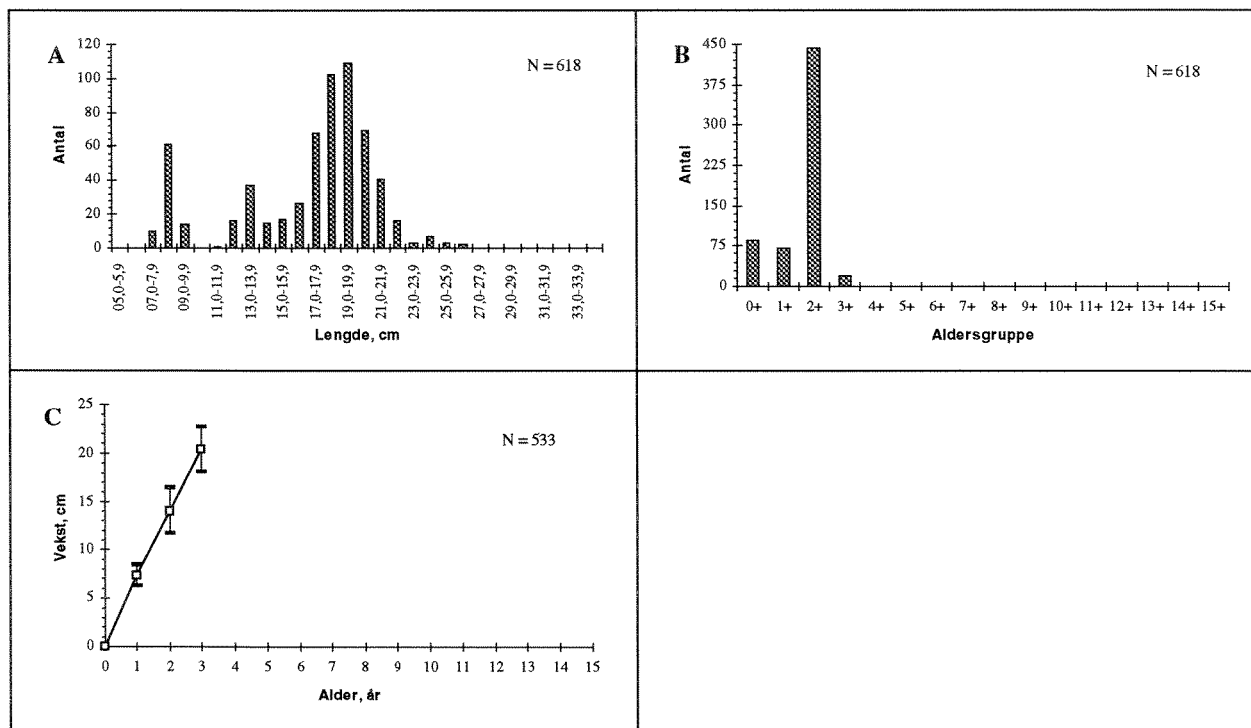 A
N = 618
Antal
120
100
80
60
40
20
0
05,0-5,9
07,0-7,9
09,0-9,9
11,0-11,9
13,0-13,9
15,0-15,9
17,0-17,9
19,0-19,9
21,0-21,9
23,0-23,9
25,0-25,9
27,0-27,9
29,0-29,9
31,0-31,9
33,0-33,9
Lengde, cm
B
N = 618
Antal
450
375
300
225
150
75
0
0+ 1+ 2+ 3+ 4+ 5+ 6+ 7+ 8+ 9+ 10+ 11+ 12+ 13+ 14+ 15+
Aldersgruppe
C
N = 533
Vekst, cm
25
20
15
10
5
0
0 1 2 3 4 5 6 7 8 9 10 11 12 13 14 15
Alder, år